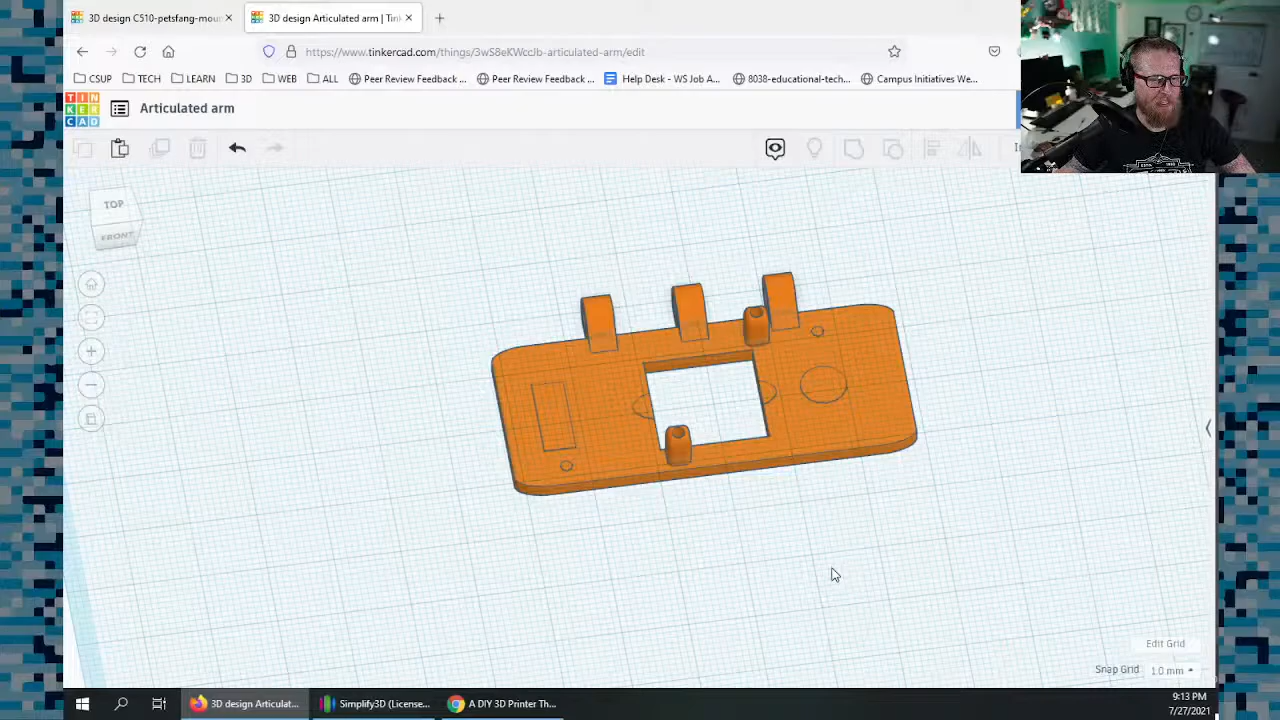 3D design C510-petsfang-mour
3D design Articulated arm | Tin
https://www.tinkercad.com/things/3wS8eKWccJb-articulated-arm/edit
CSUP TECH LEARN 3D WEB ALL Peer Review Feedback ... Peer Review Feedback ... Help Desk - WS Job A... 8038-educational-tech... Campus Initiatives We...
TIN
KER
CAD
Articulated arm
TOP
FRONT
Edit Grid
Snap Grid 1.0 mm
3D design Articulat... Simplify3D (License... DIY 3D Printer Th...
9:13 PM
7/27/2021